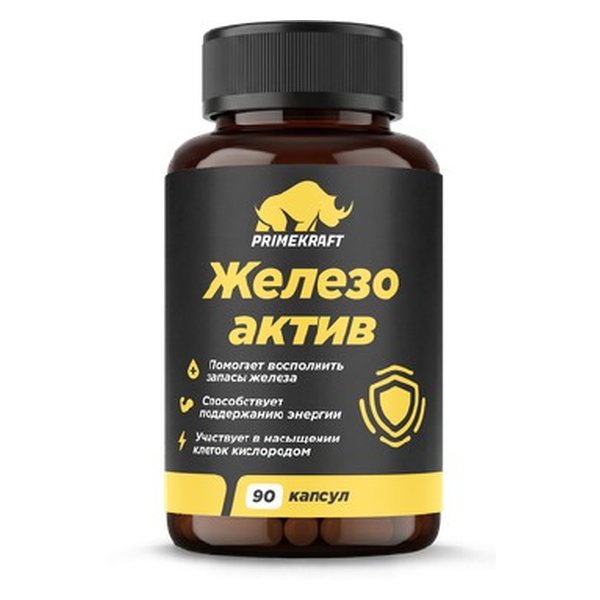 PRIMEKRAFT
Железо
актив
Помогает восполнить
запасы железа
Способствует
поддержанию энергии
Участвует в насыщении
клеток кислородом
90 капсул